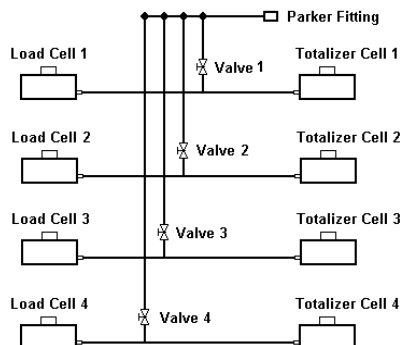 Parker Fitting
Load Cell 1
Valve 1
Totalizer Cell 1
Load Cell 2
Valve 2
Totalizer Cell 2
Load Cell 3
Valve 3
Totalizer Cell 3
Load Cell 4
Valve 4
Totalizer Cell 4